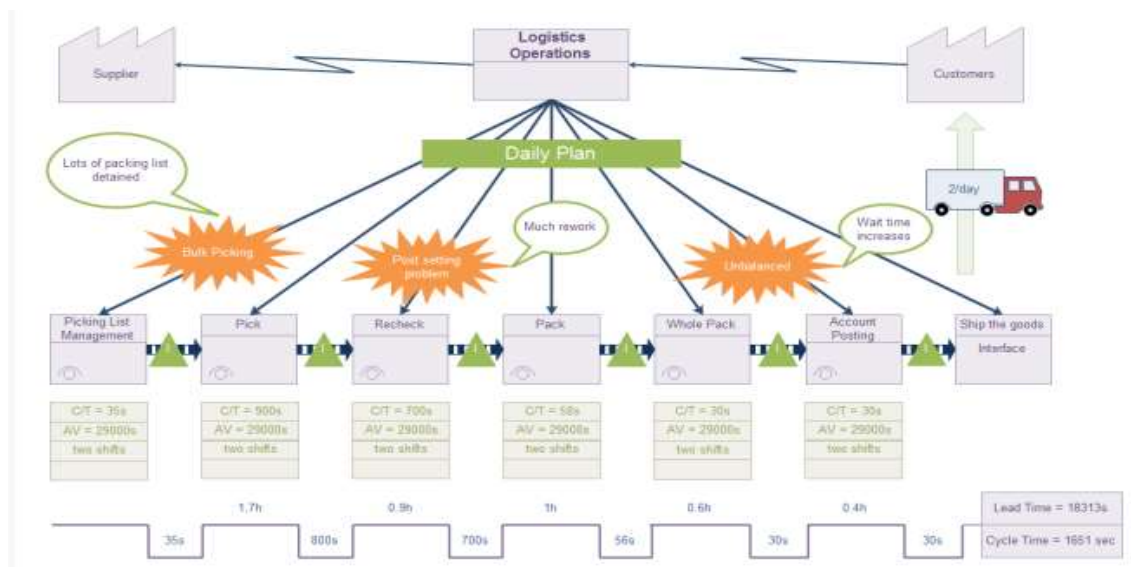 Logistics
Operations
Supplier
Customers
Daily Plan
Lots of packing list
detained
2/day
Much rework
Wait time
increases
Bulk Picking
Post setting
problem
Unbalanced
Picking List
Management
Pick
Recheck
Pack
Whole Pack
Account
Posting
Ship the goods
Interface
I
I
I
I
I
I
C/T = 35s
AV = 29000s
two shifts
C/T = 900s
AV = 29000s
two shifts
C/T = 700s
AV = 29000s
two shifts
C/T = 58s
AV = 29000s
two shifts
C/T = 30s
AV = 29000s
two shifts
C/T = 30s
AV = 29000s
two shifts
1.7h
0.9h
1h
0.6h
0.4h
Lead Time = 18313s
35s
800s
700s
56s
30s
30s
Cycle Time = 1651 sec